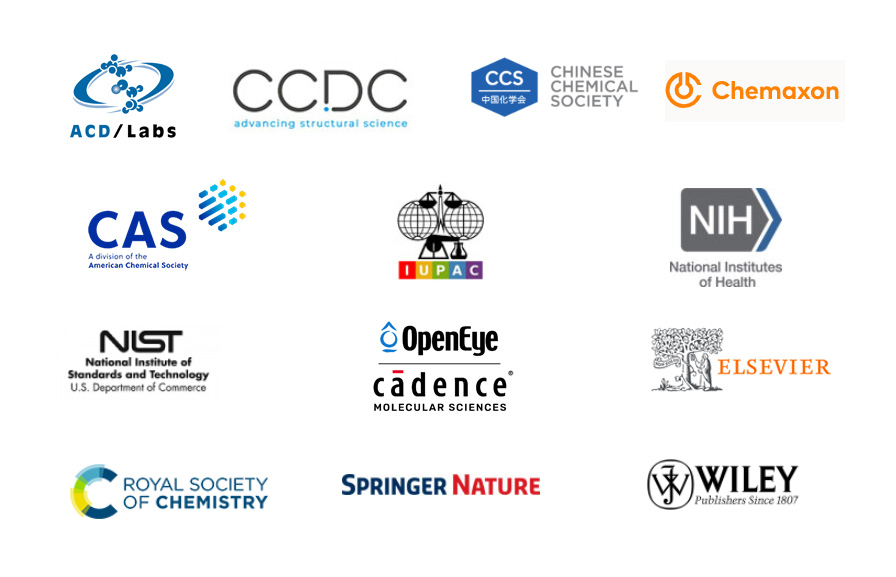 ACD/Labs
CCDC
advancing structural science
CCS
中国化学会
CHINESE
CHEMICAL
SOCIETY
Chemaxon
CAS
A division of the
American Chemical Society
IUPAC
NIH
National Institutes
of Health
NIST
National Institute of
Standards and Technology
U.S. Department of Commerce
OpenEye
cādence®
MOLECULAR SCIENCES
ELSEVIER
ROYAL SOCIETY
OF CHEMISTRY
SPRINGER NATURE
WILEY
Publishers Since 1807